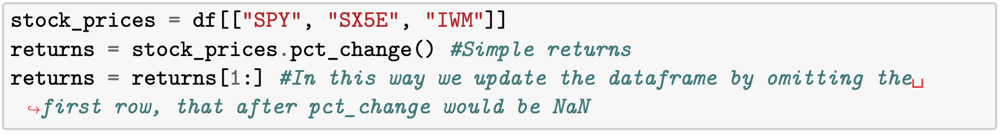 stock_prices = df[["SPY", "SX5E", "IWM"]]
returns = stock_prices.pct_change() #Simple returns
returns = returns[1:] #In this way we update the dataframe by omitting the␣
↪first row, that after pct_change would be NaN